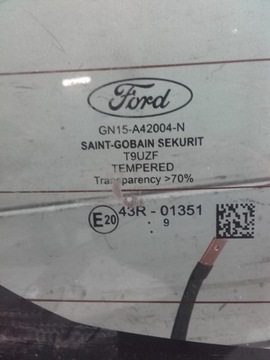 Ford
GN15-A42004-N
SAINT-GOBAIN SEKURIT
T9UZF
TEMPERED
Transparency >70%
E20 43R - 01351
: 9